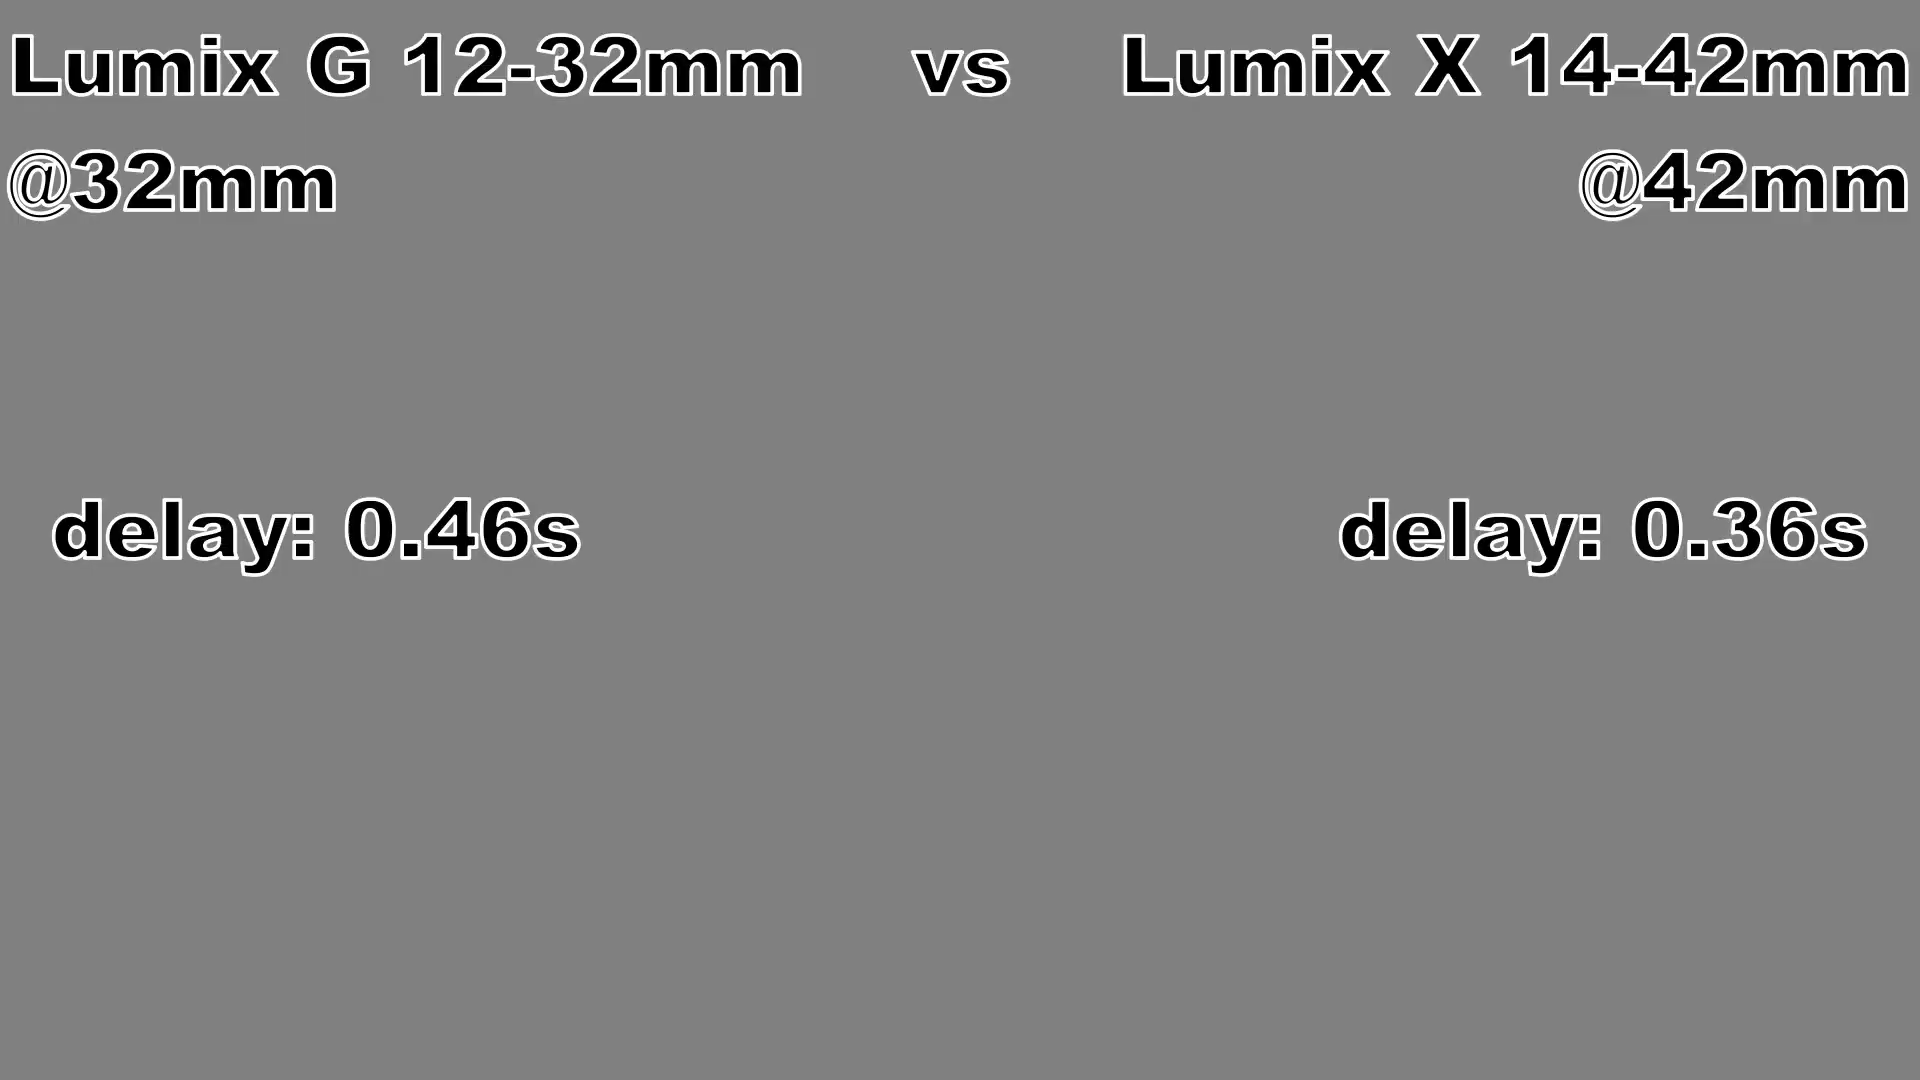 Lumix G 12-32mm vs Lumix X 14-42mm
@32mm @42mm
delay: 0.46s delay: 0.36s